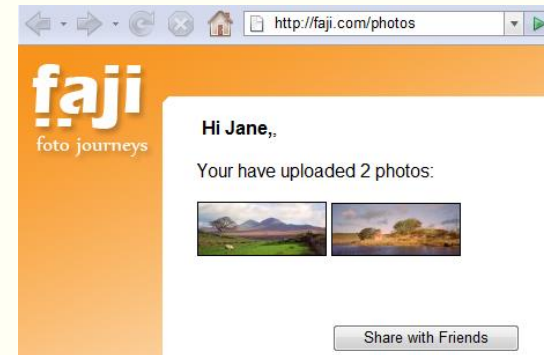 http://faji.com/photos
faji
foto journeys
Hi Jane,,
Your have uploaded 2 photos:
Share with Friends